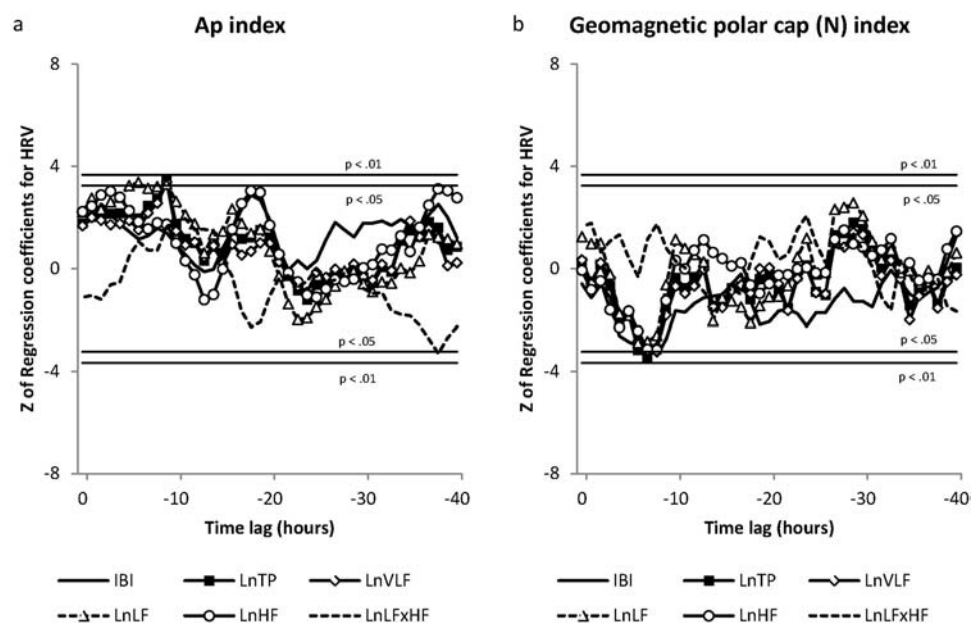 a
Ap index
8
4
0
-4
-8
Z of Regression coefficients for HRV
p < .01
p < .05
p < .05
p < .01
0 -10 -20 -30 -40
Time lag (hours)
IBI LnTP LnVLF
LnLF LnHF LnLFxHF
b
Geomagnetic polar cap (N) index
8
4
0
-4
-8
Z of Regression coefficients for HRV
p < .01
p < .05
p < .05
p < .01
0 -10 -20 -30 -40
Time lag (hours)
IBI LnTP LnVLF
LnLF LnHF LnLFxHF